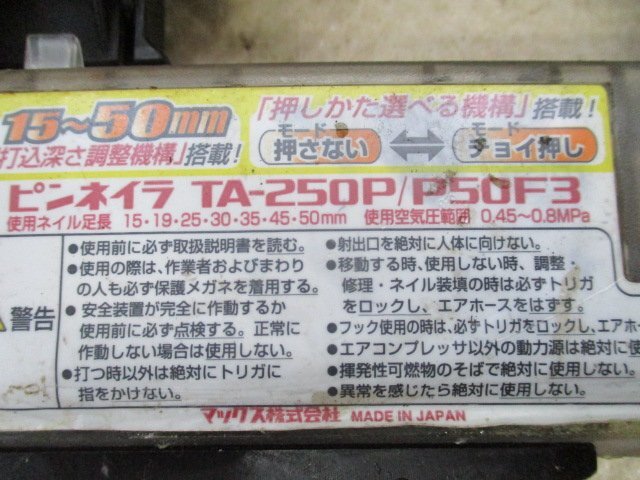 15～50mm
打込深さ調整機構」搭載！
「押しかた選べる機構」搭載！
モード 押さない ⇔ モード チョイ押し
ピンネイラ TA-250P/P50F3
使用ネイル足長 15・19・25・30・35・45・50mm 使用空気圧範囲 0.45～0.8MPa
警告
●使用前に必ず取扱説明書を読む。
●使用の際は、作業者およびまわり
の人も必ず保護メガネを着用する。
●安全装置が完全に作動するか
使用前に必ず点検する。正常に
作動しない場合は使用しない。
●打つ時以外は絶対にトリガに
指をかけない。
●射出口を絶対に人体に向けない。
●移動する時、使用しない時、調整・
修理・ネイル装填の時は必ずトリガ
をロックし、エアホースをはずす。
●フック使用の時は、必ずトリガをロックし、エアホ
●エアコンプレッサ以外の動力源は絶対に使
●揮発性可燃物のそばで絶対に使用しない。
●異常を感じたら絶対に使用しない。
マックス株式会社 MADE IN JAPAN